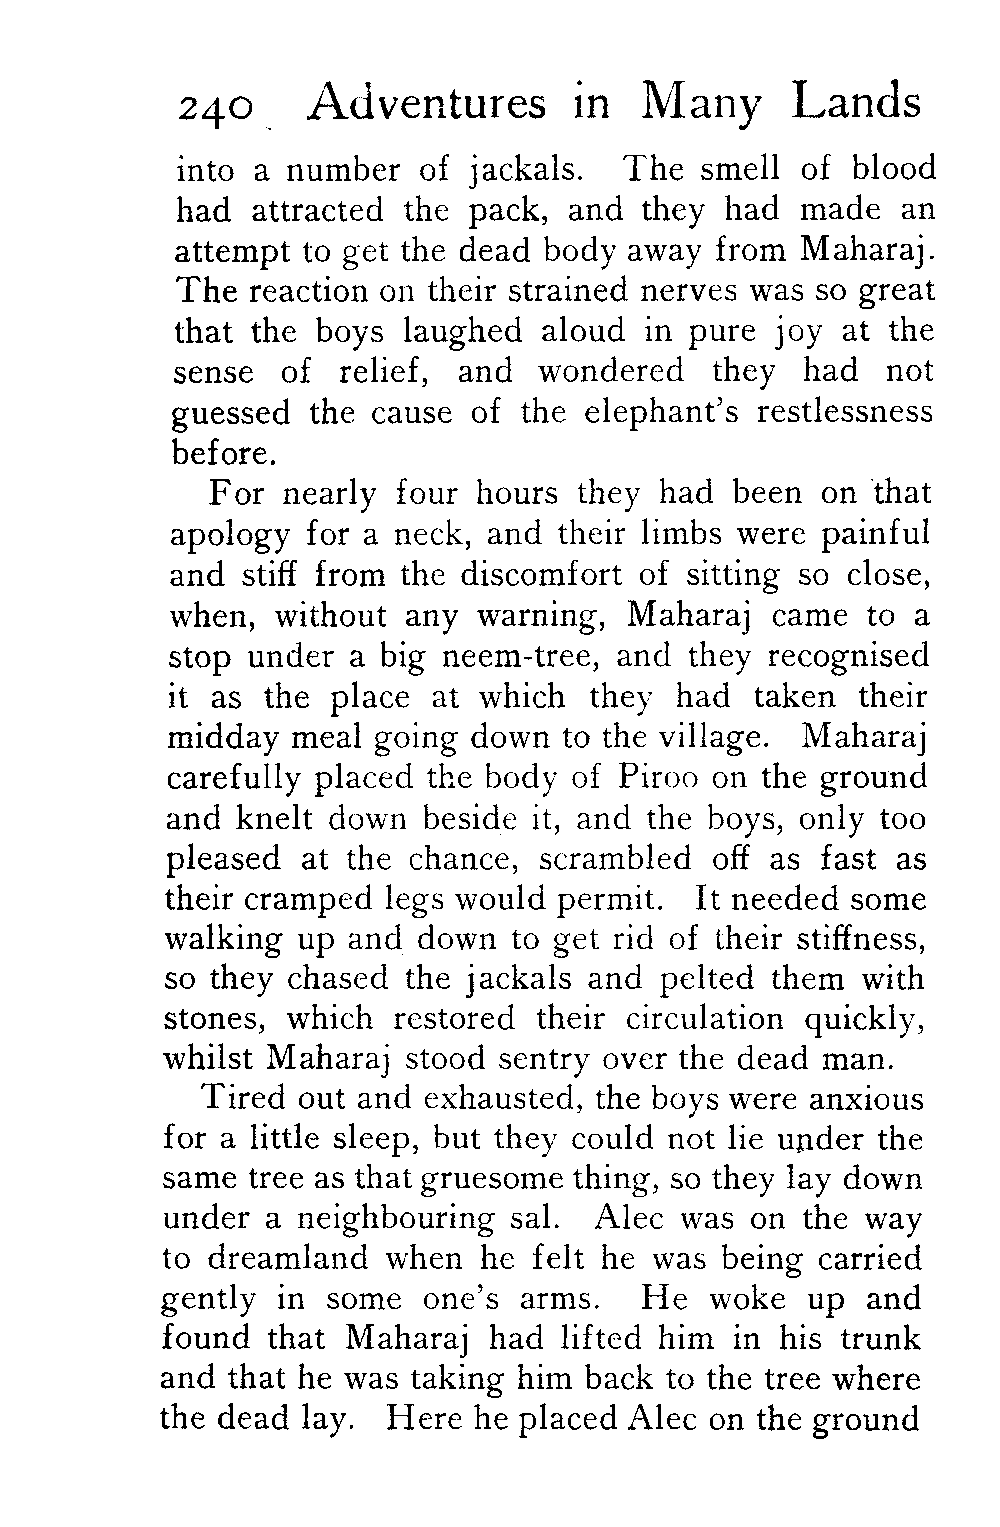 240 Adventures in Many Lands
into a number of jackals. The smell of blood
had attracted the pack, and they had made an
attempt to get the dead body away from Maharaj.
The reaction on their strained nerves was so great
that the boys laughed aloud in pure joy at the
sense of relief, and wondered they had not
guessed the cause of the elephant's restlessness
before.
For nearly four hours they had been on that
apology for a neck, and their limbs were painful
and stiff from the discomfort of sitting so close,
when, without any warning, Maharaj came to a
stop under a big neem-tree, and they recognised
it as the place at which they had taken their
midday meal going down to the village. Maharaj
carefully placed the body of Piroo on the ground
and knelt down beside it, and the boys, only too
pleased at the chance, scrambled off as fast as
their cramped legs would permit. It needed some
walking up and down to get rid of their stiffness,
so they chased the jackals and pelted them with
stones, which restored their circulation quickly,
whilst Maharaj stood sentry over the dead man.
Tired out and exhausted, the boys were anxious
for a little sleep, but they could not lie under the
same tree as that gruesome thing, so they lay down
under a neighbouring sal. Alec was on the way
to dreamland when he felt he was being carried
gently in some one's arms. He woke up and
found that Maharaj had lifted him in his trunk
and that he was taking him back to the tree where
the dead lay. Here he placed Alec on the ground